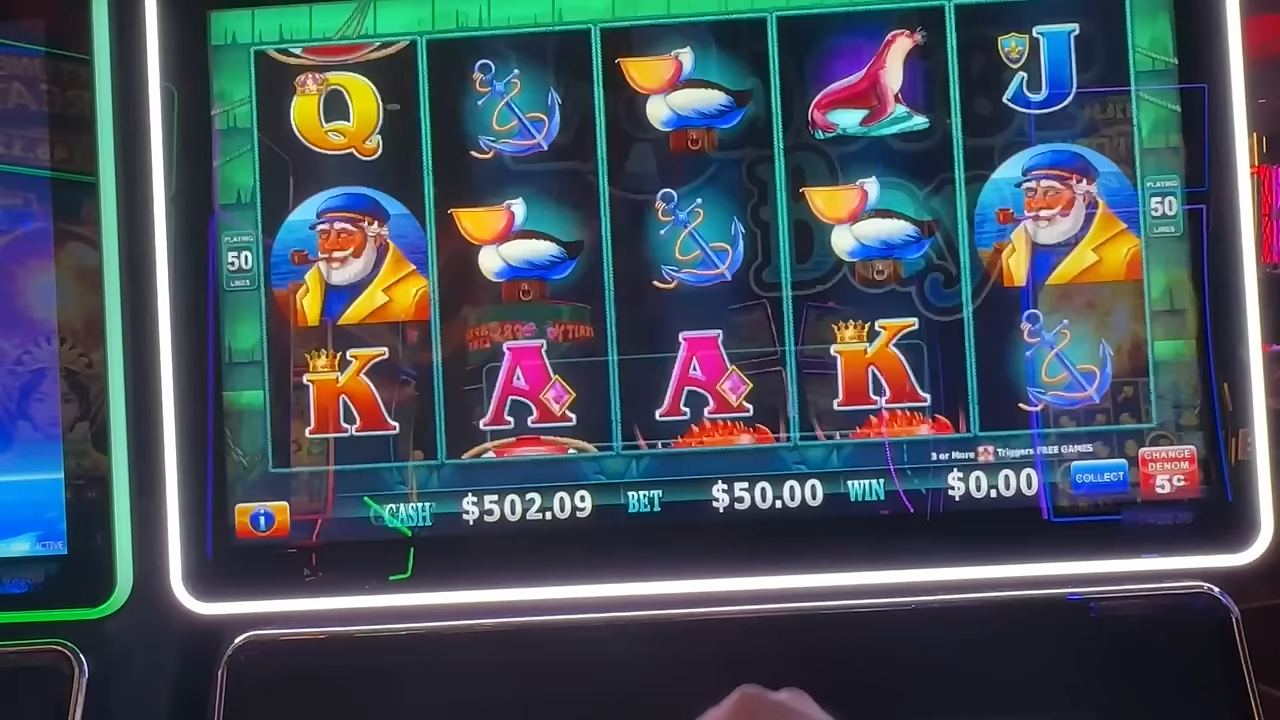 Q
J
PLAYING
50
LINES
PLAYING
50
LINES
K
A
A
K
3 or More Triggers FREE GAMES
CASH $502.09 BET $50.00 WIN $0.00
COLLECT
CHANGE
DENOM
5¢
i
ACTIVE